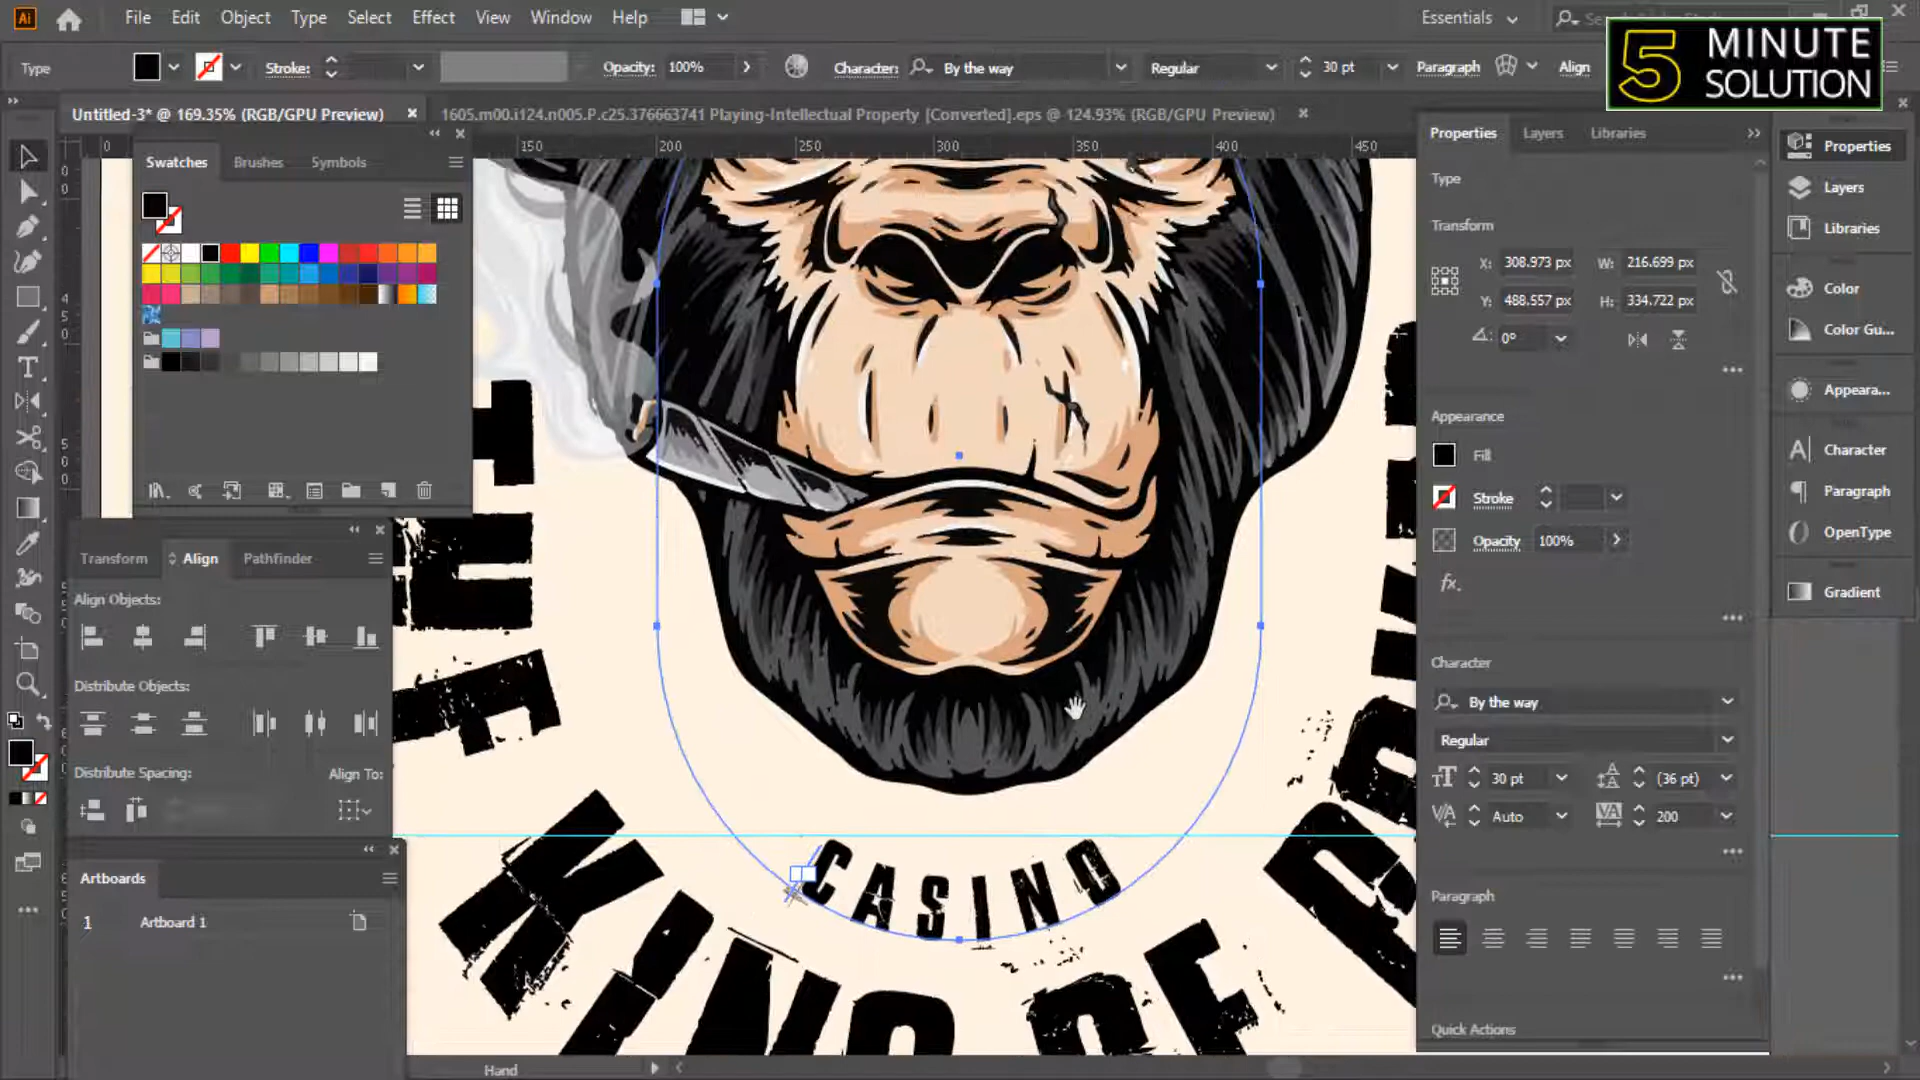 Ai File Edit Object Type Select Effect View Window Help Essentials
5 MINUTE SOLUTION
Type Stroke: Opacity: 100% Character: By the way Regular 30 pt Paragraph Align
Untitled-3* @ 169.35% (RGB/GPU Preview) 1605.m00.i124.n005.P.c25.376663741 Playing-Intellectual Property [Converted].eps @ 124.93% (RGB/GPU Preview)
0 150 200 250 300 350 400 450
Swatches Brushes Symbols
Transform Align Pathfinder
Align Objects:
Distribute Objects:
Distribute Spacing: Align To:
Artboards
1 Artboard 1
CASINO
KING OF
Hand
Properties Layers Libraries
Type
Transform
X: 308.973 px W: 216.699 px
Y: 488.557 px H: 334.722 px
0°
Appearance
Fill
Stroke
Opacity 100%
fx.
Character
By the way
Regular
30 pt (36 pt)
Auto 200
Paragraph
Quick Actions
Properties
Layers
Libraries
Color
Color Gu...
Appeara...
Character
Paragraph
OpenType
Gradient